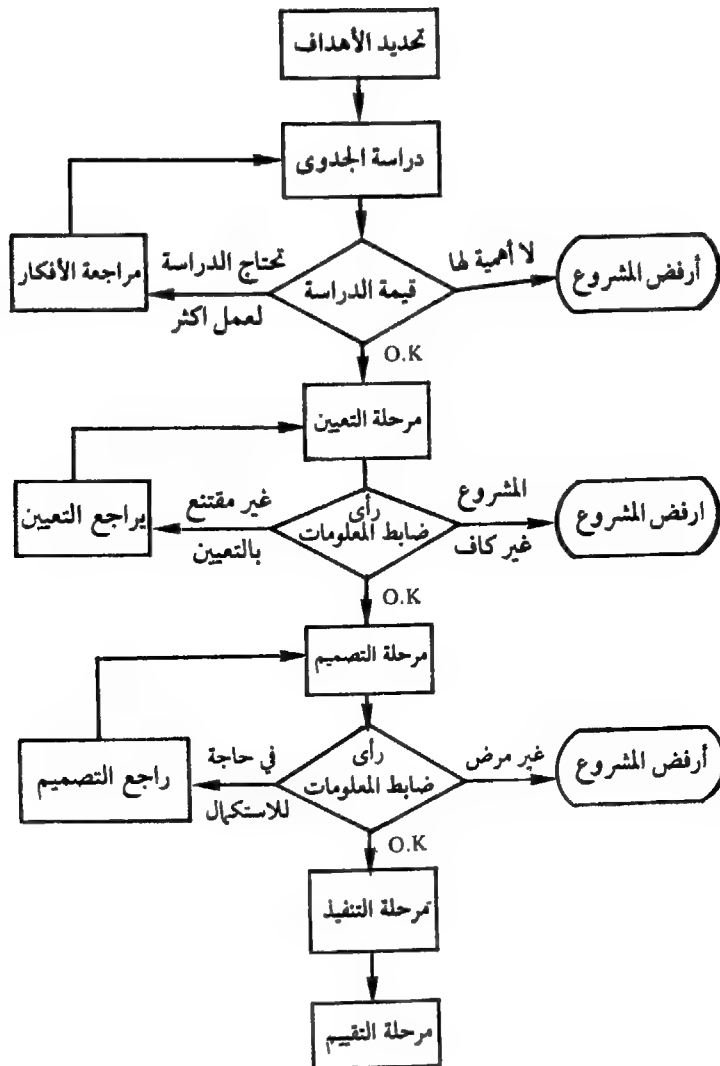 تحديد الأهداف
دراسة الجدوى
لا أهمية لها
أرفض المشروع
قيمة الدراسة
تحتاج الدراسة
لعمل اكثر
مراجعة الأفكار
O.K
مرحلة التعيين
المشروع
غير كاف
ارفض المشروع
رأى
ضابط المعلومات
غير مقتنع
بالتعيين
يراجع التعيين
O.K
مرحلة التصميم
غير مرض
أرفض المشروع
رأى
ضابط المعلومات
في حاجة
للاستكمال
راجع التصميم
O.K
مرحلة التنفيذ
مرحلة التقييم